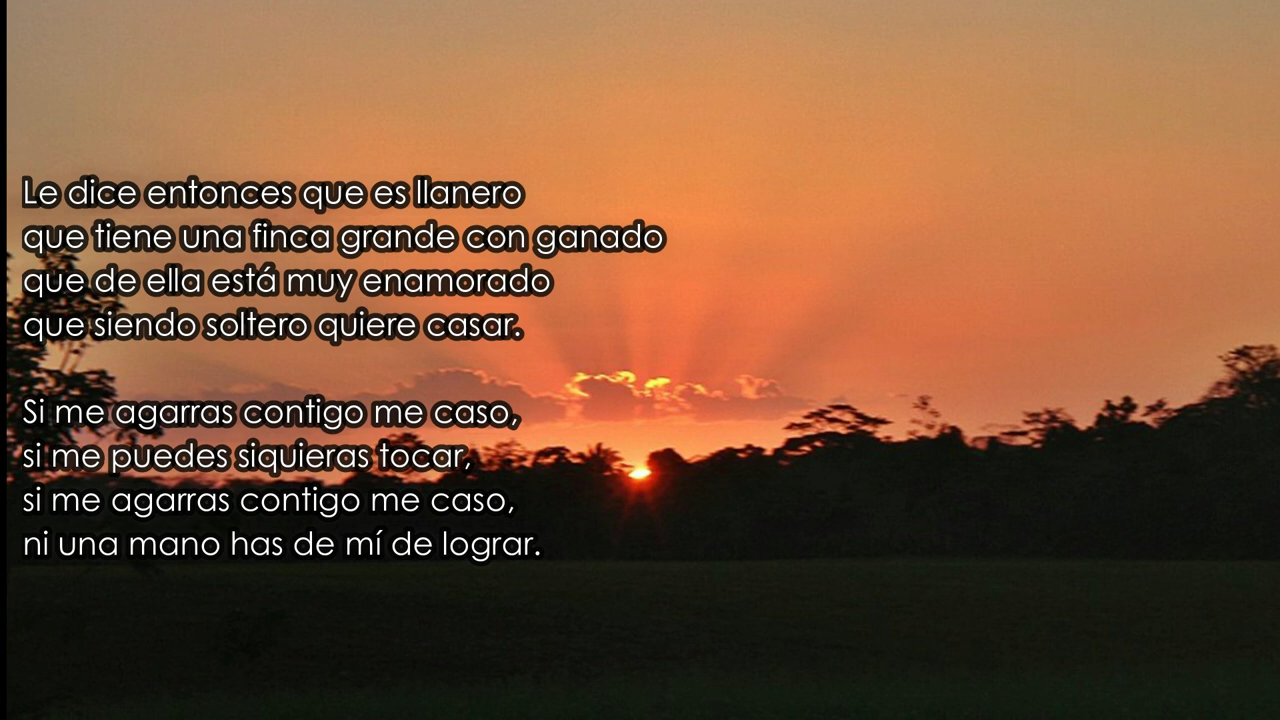 Le dice entonces que es llanero
que tiene una finca grande con ganado
que de ella está muy enamorado
que siendo soltero quiere casar.
Si me agarras contigo me caso,
si me puedes siquieras tocar,
si me agarras contigo me caso,
ni una mano has de mí de lograr.